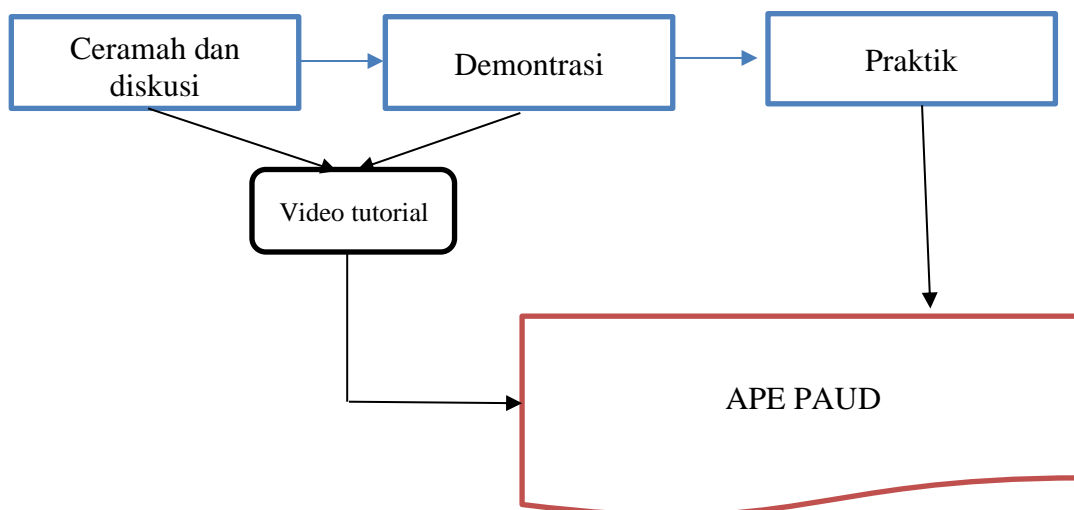 Ceramah dan
diskusi
Demontrasi
Praktik
Video tutorial
APE PAUD